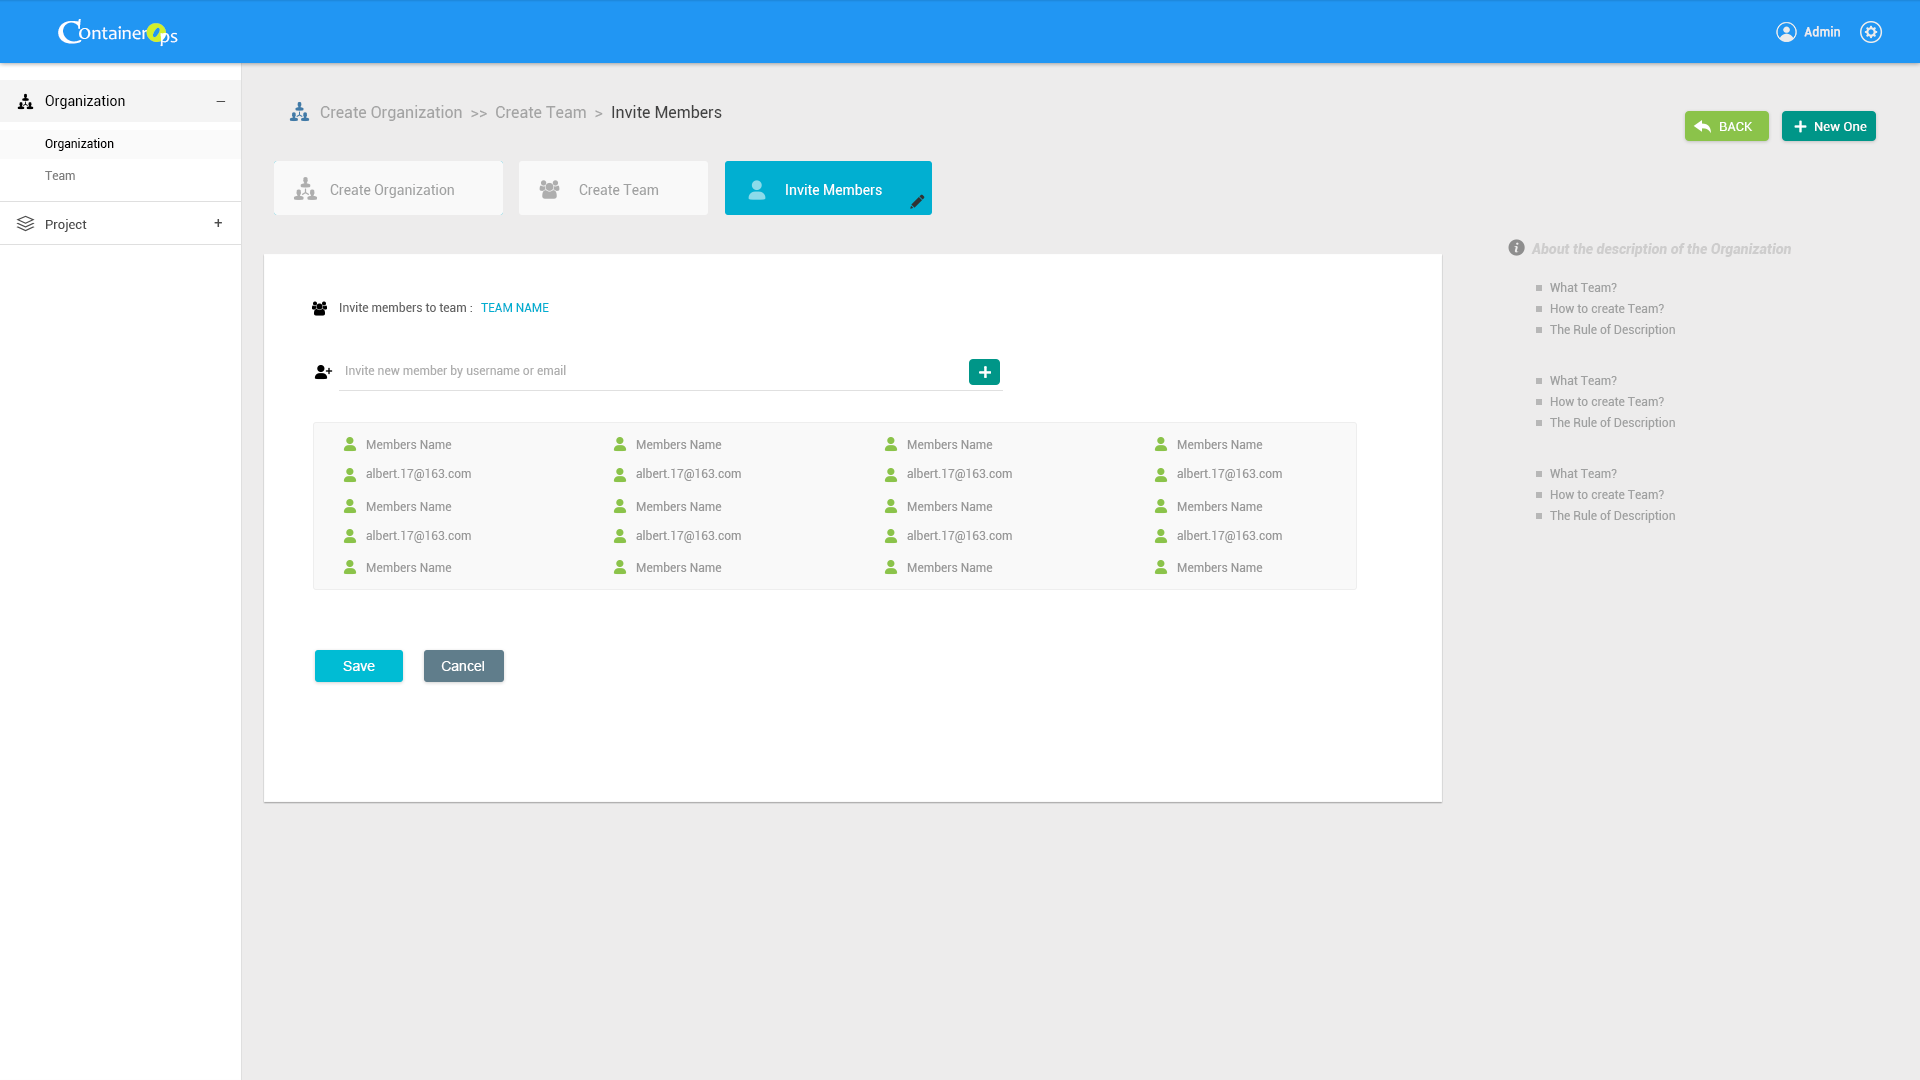 ContainerOps
Admin
Organization
Organization
Team
Project
Create Organization >> Create Team > Invite Members
BACK
New One
Create Organization
Create Team
Invite Members
Invite members to team : TEAM NAME
Invite new member by username or email
Members Name Members Name Members Name Members Name
albert.17@163.com albert.17@163.com albert.17@163.com albert.17@163.com
Members Name Members Name Members Name Members Name
albert.17@163.com albert.17@163.com albert.17@163.com albert.17@163.com
Members Name Members Name Members Name Members Name
Save
Cancel
About the description of the Organization
What Team?
How to create Team?
The Rule of Description
What Team?
How to create Team?
The Rule of Description
What Team?
How to create Team?
The Rule of Description